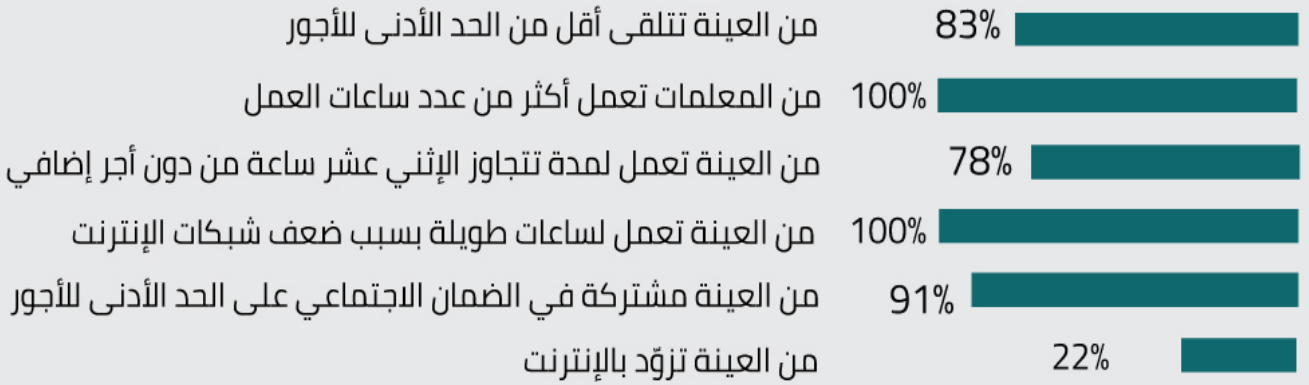 83% من العينة تتلقى أقل من الحد الأدنى للأجور
100% من المعلمات تعمل أكثر من عدد ساعات العمل
78% من العينة تعمل لمدة تتجاوز الإثني عشر ساعة من دون أجر إضافي
100% من العينة تعمل لساعات طويلة بسبب ضعف شبكات الإنترنت
91% من العينة مشتركة في الضمان الاجتماعي على الحد الأدنى للأجور
22% من العينة تزوّد بالإنترنت